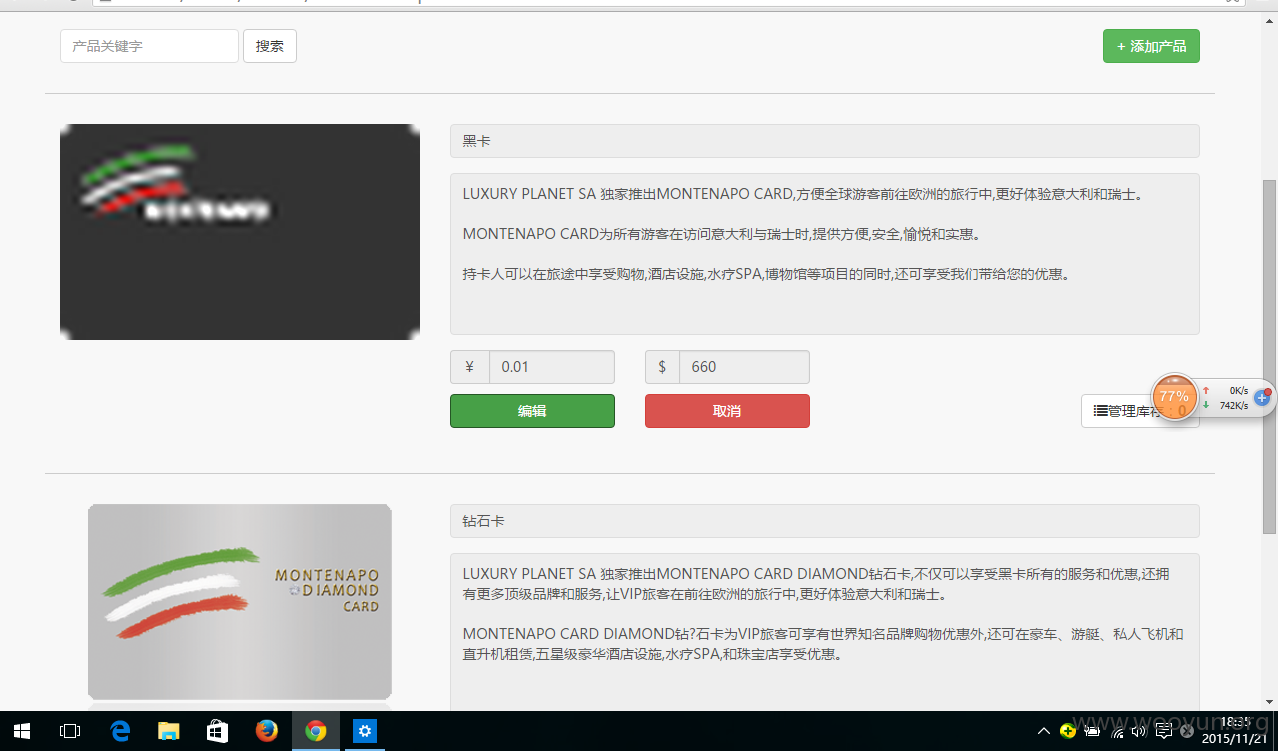 产品关键字
搜索
+ 添加产品
黑卡
LUXURY PLANET SA 独家推出MONTENAPO CARD,方便全球游客前往欧洲的旅行中,更好体验意大利和瑞士。
MONTENAPO CARD为所有游客在访问意大利与瑞士时,提供方便,安全,愉悦和实惠。
持卡人可以在旅途中享受购物,酒店设施,水疗SPA,博物馆等项目的同时,还可享受我们带给您的优惠。
¥ 0.01
$ 660
编辑
取消
管理库存:0
77%
0K/s
742K/s
MONTENAPO
DIAMOND
CARD
钻石卡
LUXURY PLANET SA 独家推出MONTENAPO CARD DIAMOND钻石卡,不仅可以享受黑卡所有的服务和优惠,还拥
有更多顶级品牌和服务,让VIP旅客在前往欧洲的旅行中,更好体验意大利和瑞士。
MONTENAPO CARD DIAMOND钻?石卡为VIP旅客可享有世界知名品牌购物优惠外,还可在豪车、游艇、私人飞机和
直升机租赁,五星级豪华酒店设施,水疗SPA,和珠宝店享受优惠。
www.wooyun.org
18:35
2015/11/21